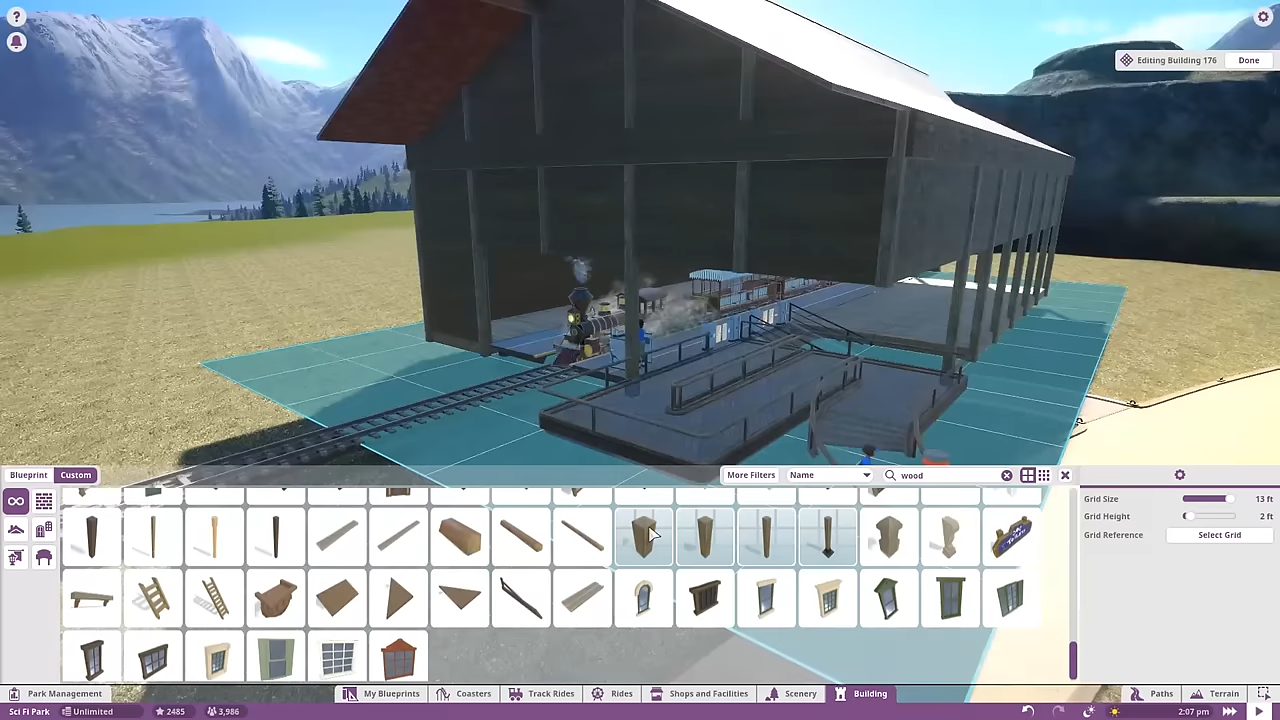 ?
Editing Building 176 Done
Blueprint Custom More Filters Name wood
Grid Size 13 ft
Grid Height 2 ft
Grid Reference Select Grid
Park Management My Blueprints Coasters Track Rides Rides Shops and Facilities Scenery Building Paths Terrain
Sci Fi Park Unlimited 2485 3,986 2:07 pm